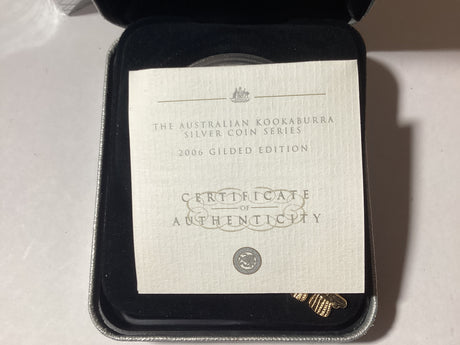 THE AUSTRALIAN KOOKABURRA
SILVER COIN SERIES
2006 GILDED EDITION
CERTIFICATE
OF
AUTHENTICITY